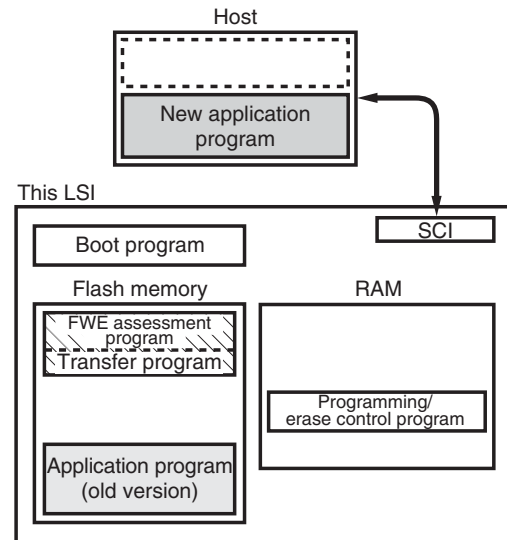 Host
New application
program
This LSI
SCI
Boot program
Flash memory
RAM
FWE assessment
program
Transfer program
Programming/
erase control program
Application program
(old version)